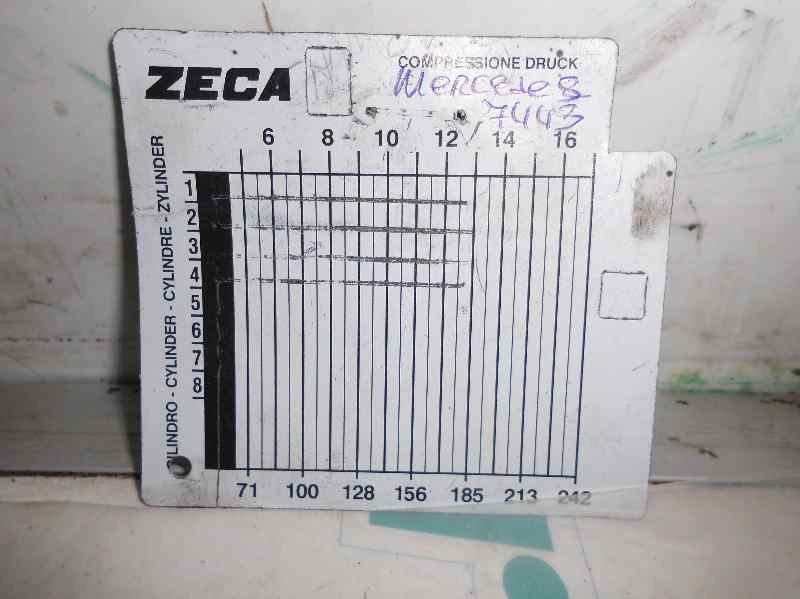 ZECA
COMPRESSIONE DRUCK
Mercedes
7443
6 8 10 12 14 16
CILINDRO - CYLINDER - CYLINDRE - ZYLINDER
1
2
3
4
5
6
7
8
71 100 128 156 185 213 242